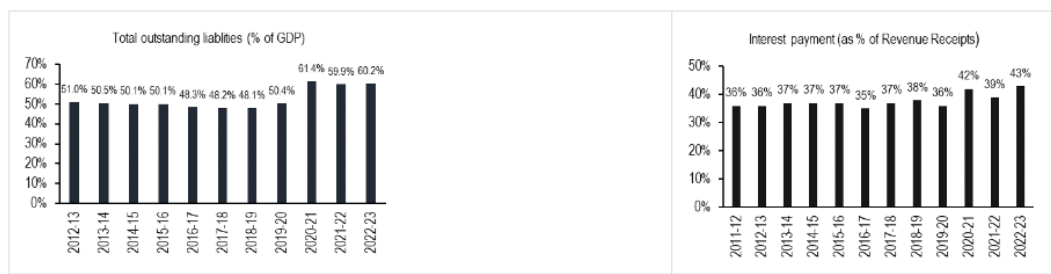 Total outstanding liablities (% of GDP)
70%
60%
50%
40%
30%
20%
10%
0%
51.0% 50.5% 50.1% 50.1% 48.3% 48.2% 48.1% 50.4% 61.4% 59.9% 60.2%
2012-13 2013-14 2014-15 2015-16 2016-17 2017-18 2018-19 2019-20 2020-21 2021-22 2022-23
Interest payment (as % of Revenue Receipts)
50%
40%
30%
20%
10%
0%
36% 36% 37% 37% 37% 35% 37% 38% 36% 42% 39% 43%
2011-12 2012-13 2013-14 2014-15 2015-16 2016-17 2017-18 2018-19 2019-20 2020-21 2021-22 2022-23